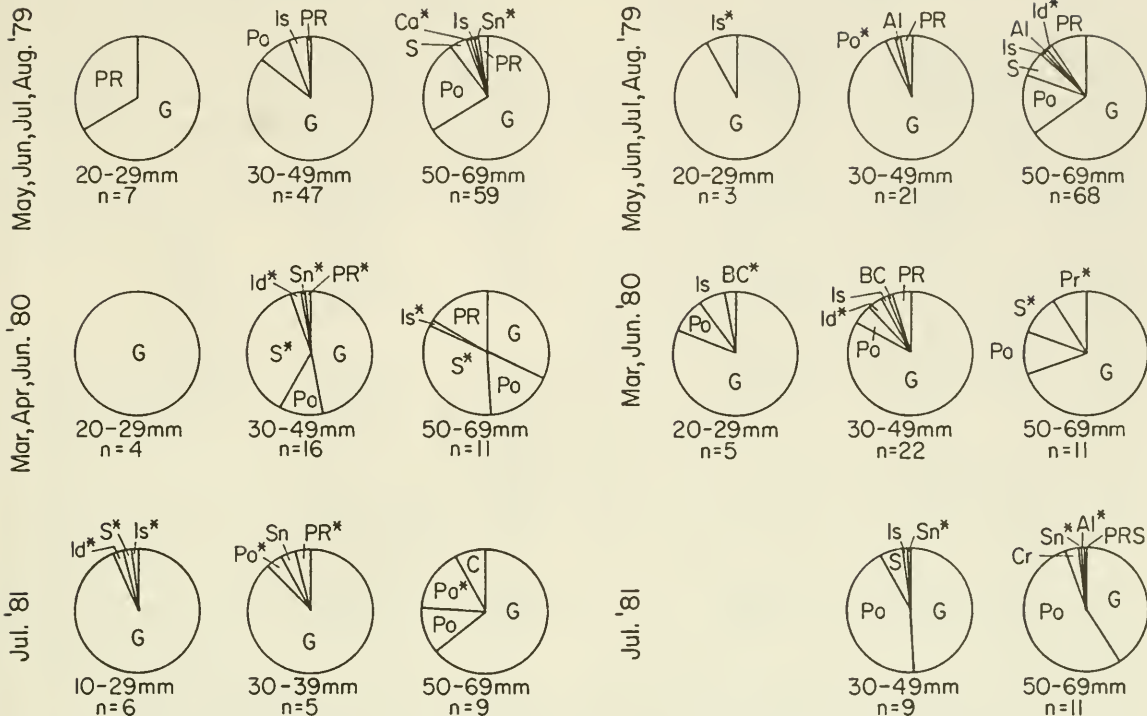 May, Jun, Jul, Aug. '79
PR
G
20-29mm
n=7
Po
Is
PR
G
30-49mm
n=47
Ca*
Is
Sn*
S
PR
Po
G
50-69mm
n=59
May, Jun, Jul, Aug. '79
Is*
G
20-29mm
n=3
Po*
Al
PR
G
30-49mm
n=21
Id*
Al
PR
Is
S
Po
G
50-69mm
n=68
Mar, Apr, Jun. '80
G
20-29mm
n=4
Id*
Sn*
PR*
S*
G
Po
30-49mm
n=16
Is*
PR
G
S*
Po
50-69mm
n=11
Mar, Jun. '80
Is
BC*
Po
G
20-29mm
n=5
Is
BC
PR
Id*
Po
G
30-49mm
n=22
Pr*
S*
Po
G
50-69mm
n=11
Jul. '81
Id*
S*
Is*
G
10-29mm
n=6
Po*
Sn
PR*
G
30-39mm
n=5
C
Po*
G
Po
50-69mm
n=9
Jul. '81
Is
Sn*
S
Po
G
30-49mm
n=9
Sn*
Al*
PRS
Cr
Po
G
50-69mm
n=11